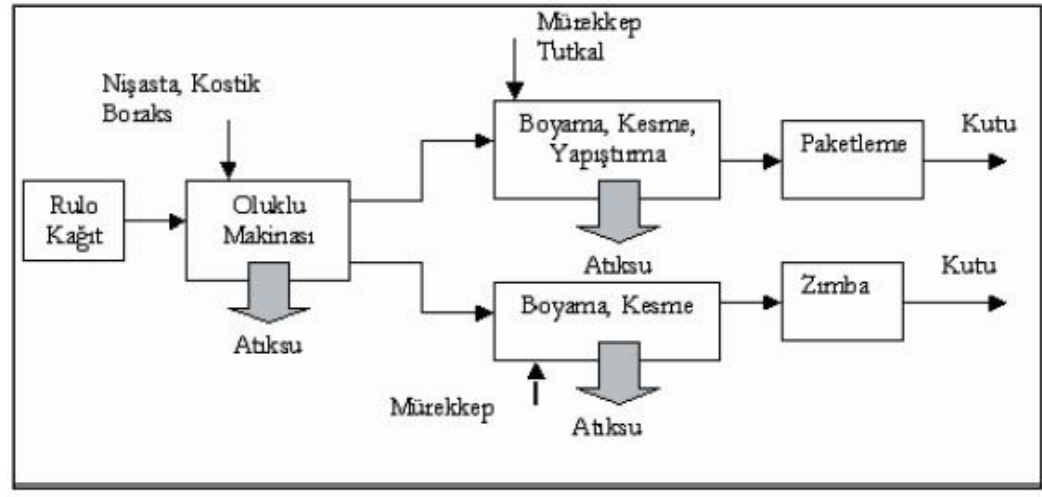 Mürekkep
Tutkal
Nişasta, Kostik
Boraks
Boyama, Kesme,
Yapıştırma
Paketleme
Kutu
Rulo
Kağıt
Oluklu
Makinası
Atıksu
Boyama, Kesme
Zımba
Kutu
Atıksu
Mürekkep
Atıksu